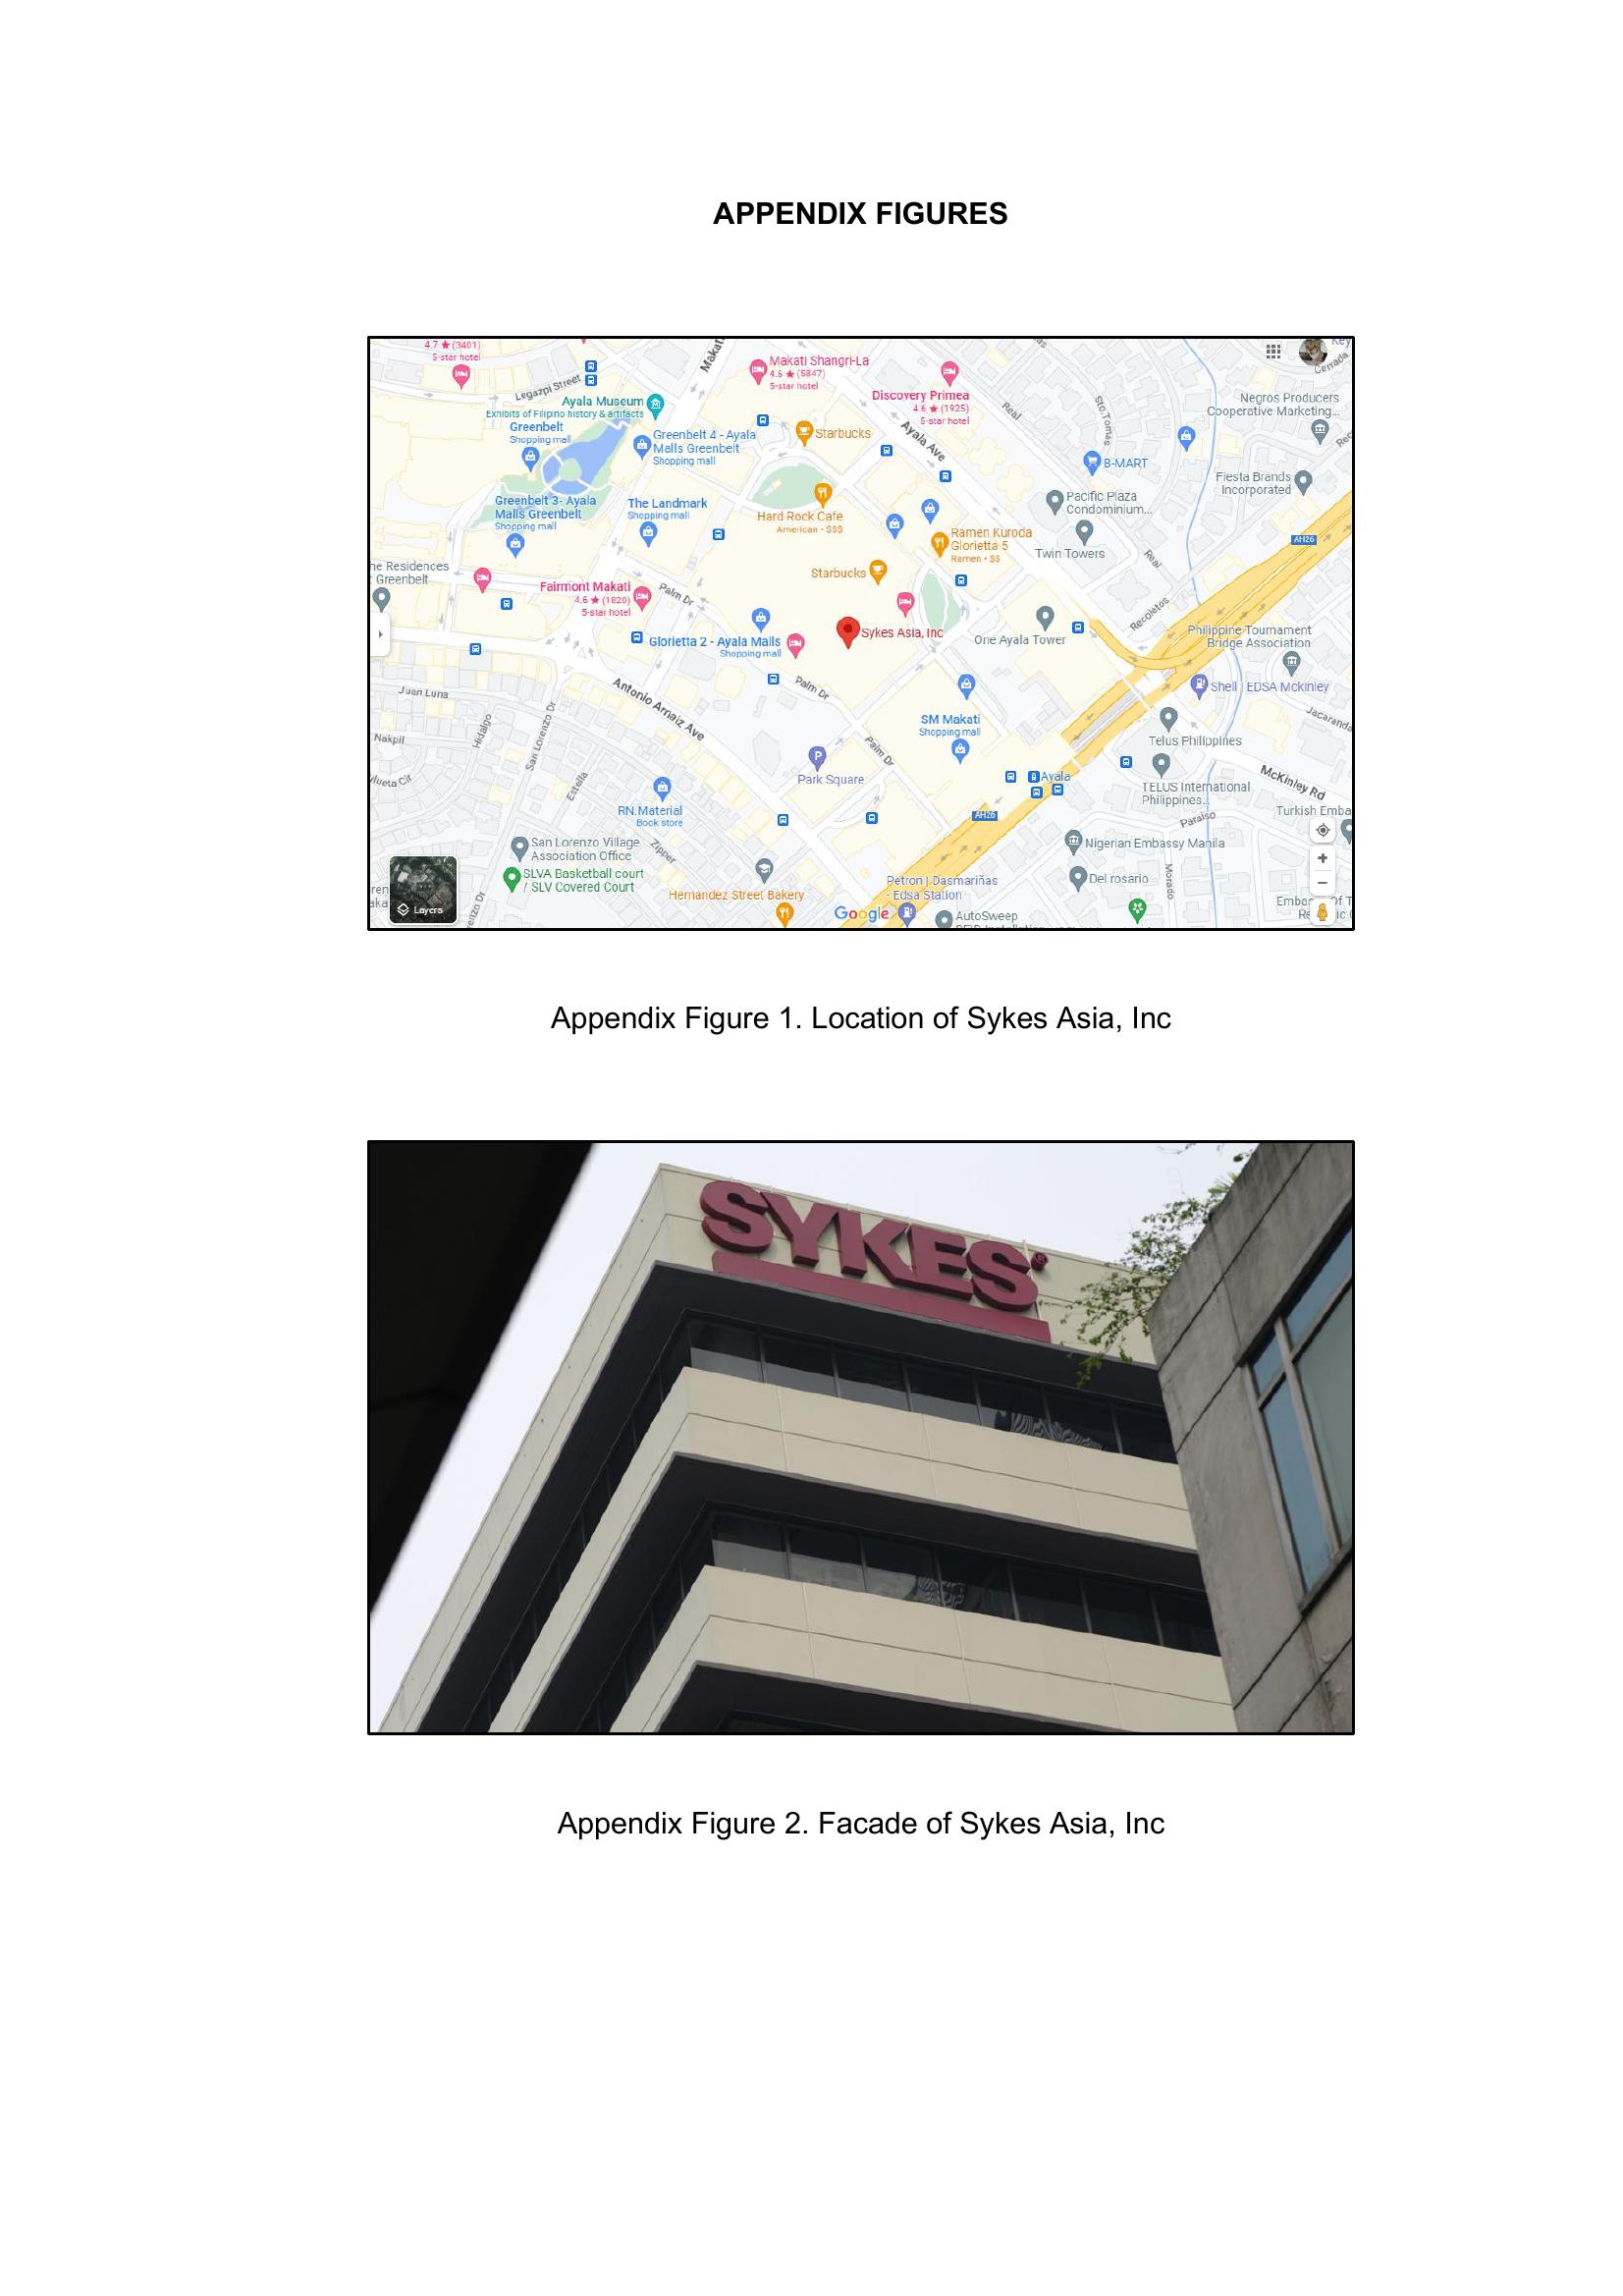 APPENDIX FIGURES
4.7 ★ (3401)
5-star hotel
Legazpi Street
Ayala Museum
Exhibits of Filipino history & artifacts
Greenbelt
Shopping mall
Greenbelt 4 - Ayala
Malls Greenbelt
Shopping mall
Makati Shangri-La
4.5 ★ (5847)
5-star hotel
Discovery Primea
4.6 ★ (1925)
5-star hotel
Starbucks
Ayala Ave
Real
Sto.Tomas
Negros Producers
Cooperative Marketing...
Cerrada
B-MART
Fiesta Brands
Incorporated
Pacific Plaza
Condominium...
Twin Towers
Greenbelt 3- Ayala
Malls Greenbelt
Shopping mall
The Landmark
Shopping mall
Hard Rock Cafe
American • $$$
Ramen Kuroda
Glorietta 5
Ramen • $$
AH26
Real
Starbucks
Residences
Greenbelt
Fairmont Makati
4.6 ★ (1820)
5-star hotel
Palm Dr
Glorietta 2 - Ayala Malls
Shopping mall
Sykes Asia, Inc
One Ayala Tower
Recoletos
Philippine Tournament
Bridge Association
Shell | EDSA Mckinley
Juan Luna
Hidalgo
San Lorenzo Dr
Antonio Arnaiz Ave
Palm Dr
Nakpil
Estella
SM Makati
Shopping mall
Palm Dr
Park Square
Jacaranda
Telus Philippines
TELUS International
Philippines...
McKinley Rd
Ayala
AH26
Paraiso
RN.Material
Book store
San Lorenzo Village
Association Office
Zipper
SLVA Basketball court
/ SLV Covered Court
Layers
Hernandez Street Bakery
Google
Petron | Dasmariñas
- Edsa Station
AutoSweep
Nigerian Embassy Manila
Del rosario
Morado
Turkish Emba
Appendix Figure 1. Location of Sykes Asia, Inc
SYKES®
Appendix Figure 2. Facade of Sykes Asia, Inc